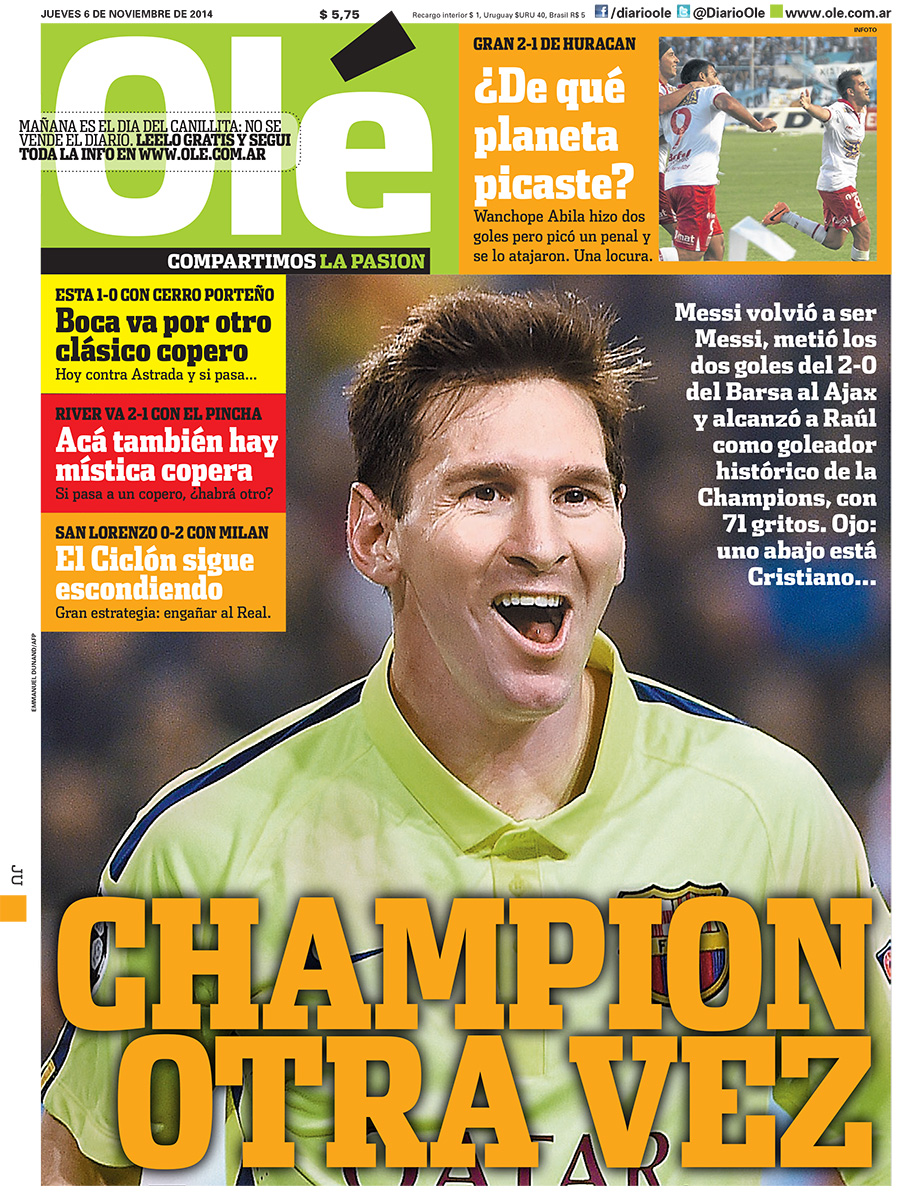 JUEVES 6 DE NOVIEMBRE DE 2014
$ 5,75
Recargo interior $ 1, Uruguay $URU 40, Brasil R$ 5
/diarioole
@DiarioOle
www.ole.com.ar
Olé
MAÑANA ES EL DIA DEL CANILLITA: NO SE
VENDE EL DIARIO. LEELO GRATIS Y SEGUI
TODA LA INFO EN WWW.OLE.COM.AR
COMPARTIMOS LA PASION
GRAN 2-1 DE HURACAN
¿De qué
planeta
picaste?
Wanchope Abila hizo dos
goles pero picó un penal y
se lo atajaron. Una locura.
INFOTO
9
8
ESTA 1-0 CON CERRO PORTEÑO
Boca va por otro
clásico copero
Hoy contra Astrada y si pasa...
RIVER VA 2-1 CON EL PINCHA
Acá también hay
mística copera
Si pasa a un copero, ¿habrá otro?
SAN LORENZO 0-2 CON MILAN
El Ciclón sigue
escondiendo
Gran estrategia: engañar al Real.
Messi volvió a ser
Messi, metió los
dos goles del 2-0
del Barsa al Ajax
y alcanzó a Raúl
como goleador
histórico de la
Champions, con
71 gritos. Ojo:
uno abajo está
Cristiano...
EMMANUEL DUNAND/AFP
JU
CHAMPION
OTRA VEZ
QATAR